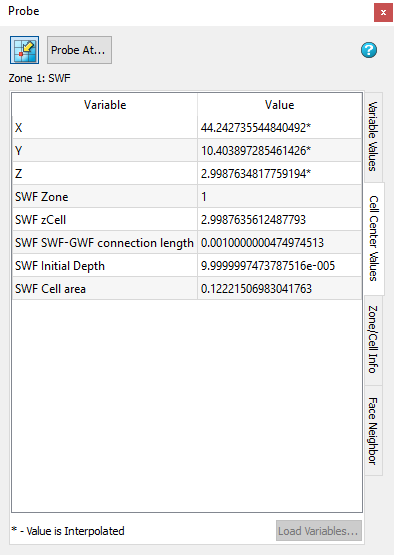 Probe
x
Probe At...
?
Zone 1: SWF
Variable Value
X 44.242735544840492*
Y 10.403897285461426*
Z 2.9987634817759194*
SWF Zone 1
SWF zCell 2.9987635612487793
SWF SWF-GWF connection length 0.0010000000474974513
SWF Initial Depth 9.9999997473787516e-005
SWF Cell area 0.12221506983041763
Variable Values
Cell Center Values
Zone/Cell Info
Face Neighbor
* - Value is Interpolated
Load Variables...